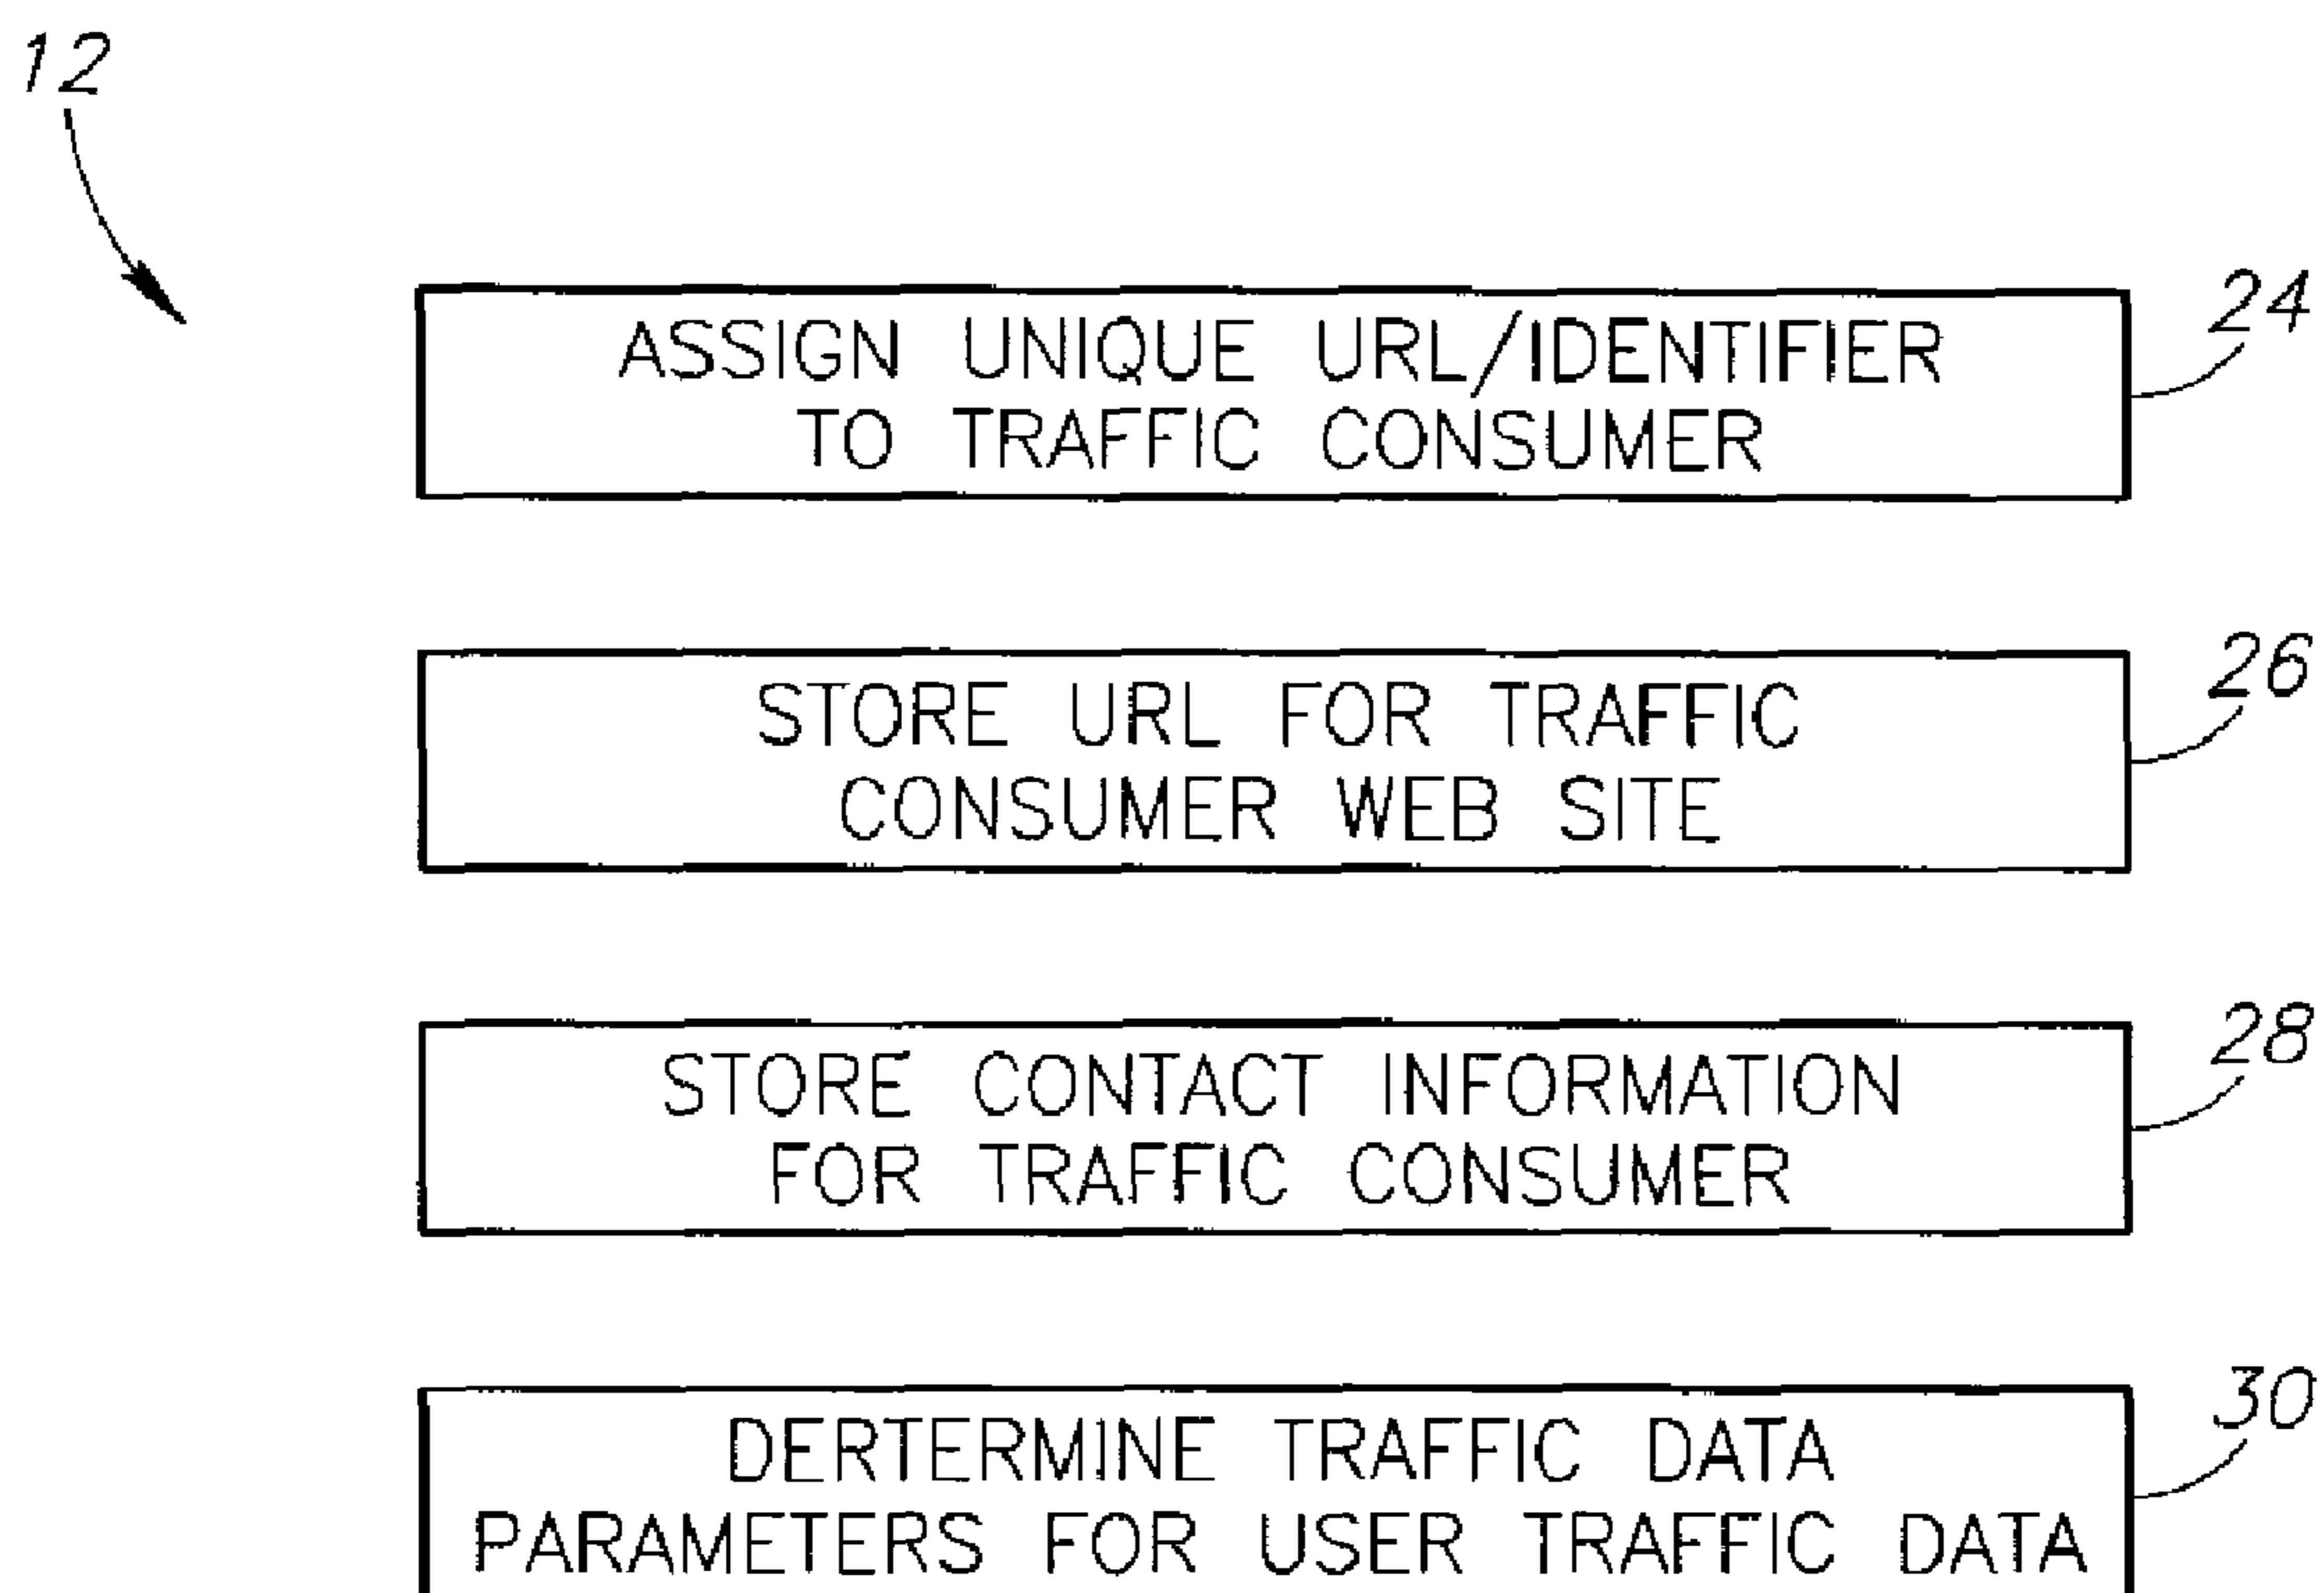 12
24
ASSIGN UNIQUE URL/IDENTIFIER
TO TRAFFIC CONSUMER
26
STORE URL FOR TRAFFIC
CONSUMER WEB SITE
28
STORE CONTACT INFORMATION
FOR TRAFFIC CONSUMER
30
DERTERMINE TRAFFIC DATA
PARAMETERS FOR USER TRAFFIC DATA